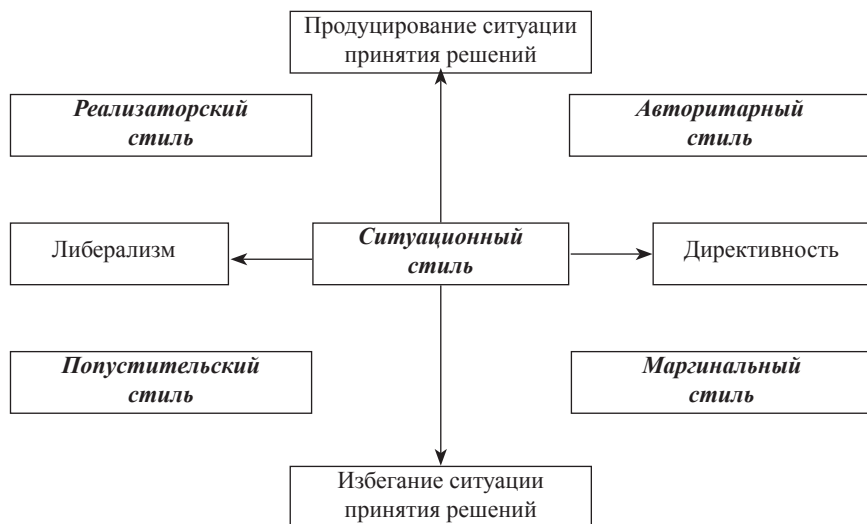 Продуцирование ситуации
принятия решений
Реализаторский
стиль
Авторитарный
стиль
Либерализм
Ситуационный
стиль
Директивность
Попустительский
стиль
Маргинальный
стиль
Избегание ситуации
принятия решений